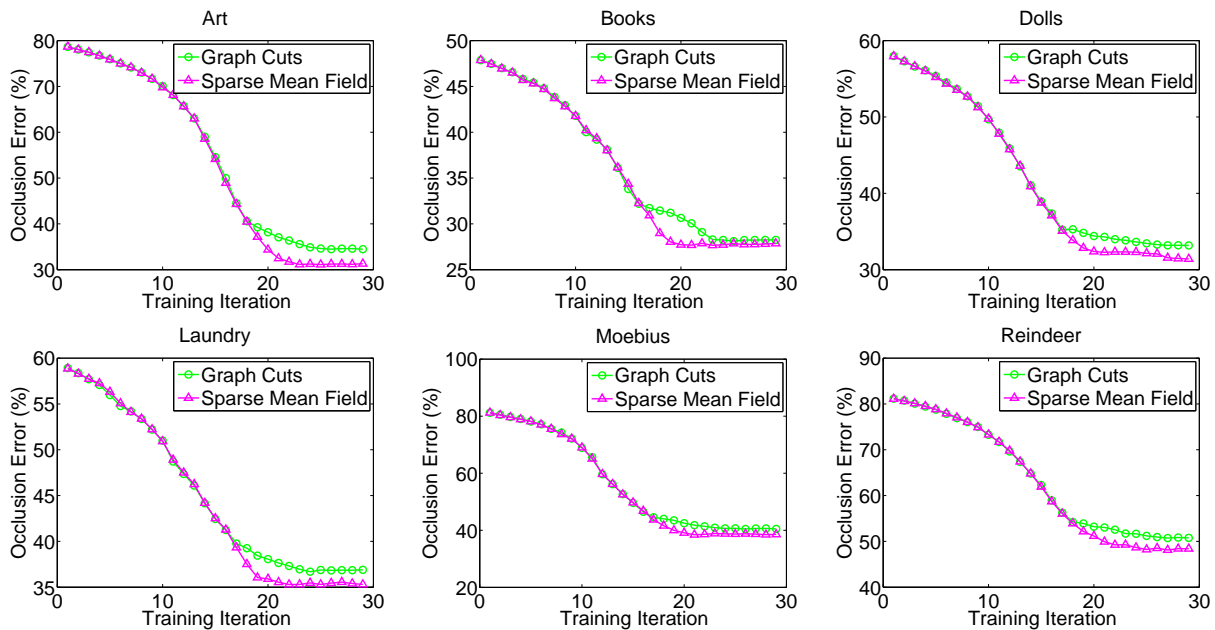 Art
Occlusion Error (%)
80
70
60
50
40
30
0 10 20 30
Training Iteration
Graph Cuts
Sparse Mean Field
Books
Occlusion Error (%)
50
45
40
35
30
25
0 10 20 30
Training Iteration
Graph Cuts
Sparse Mean Field
Dolls
Occlusion Error (%)
60
50
40
30
0 10 20 30
Training Iteration
Graph Cuts
Sparse Mean Field
Laundry
Occlusion Error (%)
60
55
50
45
40
35
0 10 20 30
Training Iteration
Graph Cuts
Sparse Mean Field
Moebius
Occlusion Error (%)
100
80
60
40
20
0 10 20 30
Training Iteration
Graph Cuts
Sparse Mean Field
Reindeer
Occlusion Error (%)
90
80
70
60
50
40
0 10 20 30
Training Iteration
Graph Cuts
Sparse Mean Field